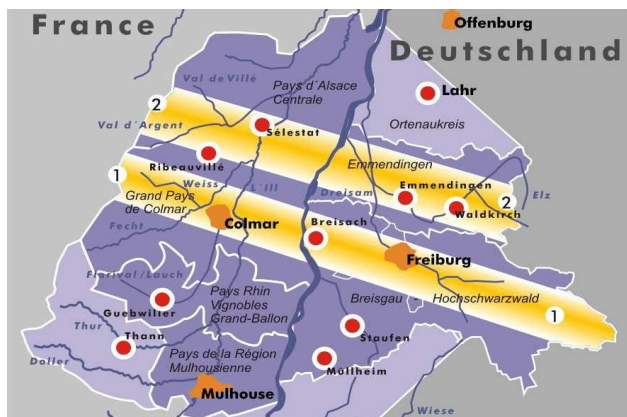 France
Offenburg
Deutschland
Val de Villé
Pays d´Alsace
Centrale
Lahr
2
Ortenaukreis
Val d´Argent
Sélestat
Emmendingen
Ribeauvillé
1
Weiss
L´Ill
Dreisam
Emmendingen
Elz
Grand Pays
de Colmar
Waldkirch
2
Colmar
Breisach
Fecht
Freiburg
Florival/Lauch
Pays Rhin
Vignobles
Grand-Ballon
Breisgau - Hochschwarzwald
Guebwiller
1
Thur
Thann
Staufen
Doller
Pays de la Région
Mulhousienne
Müllheim
Mulhouse
Wiese